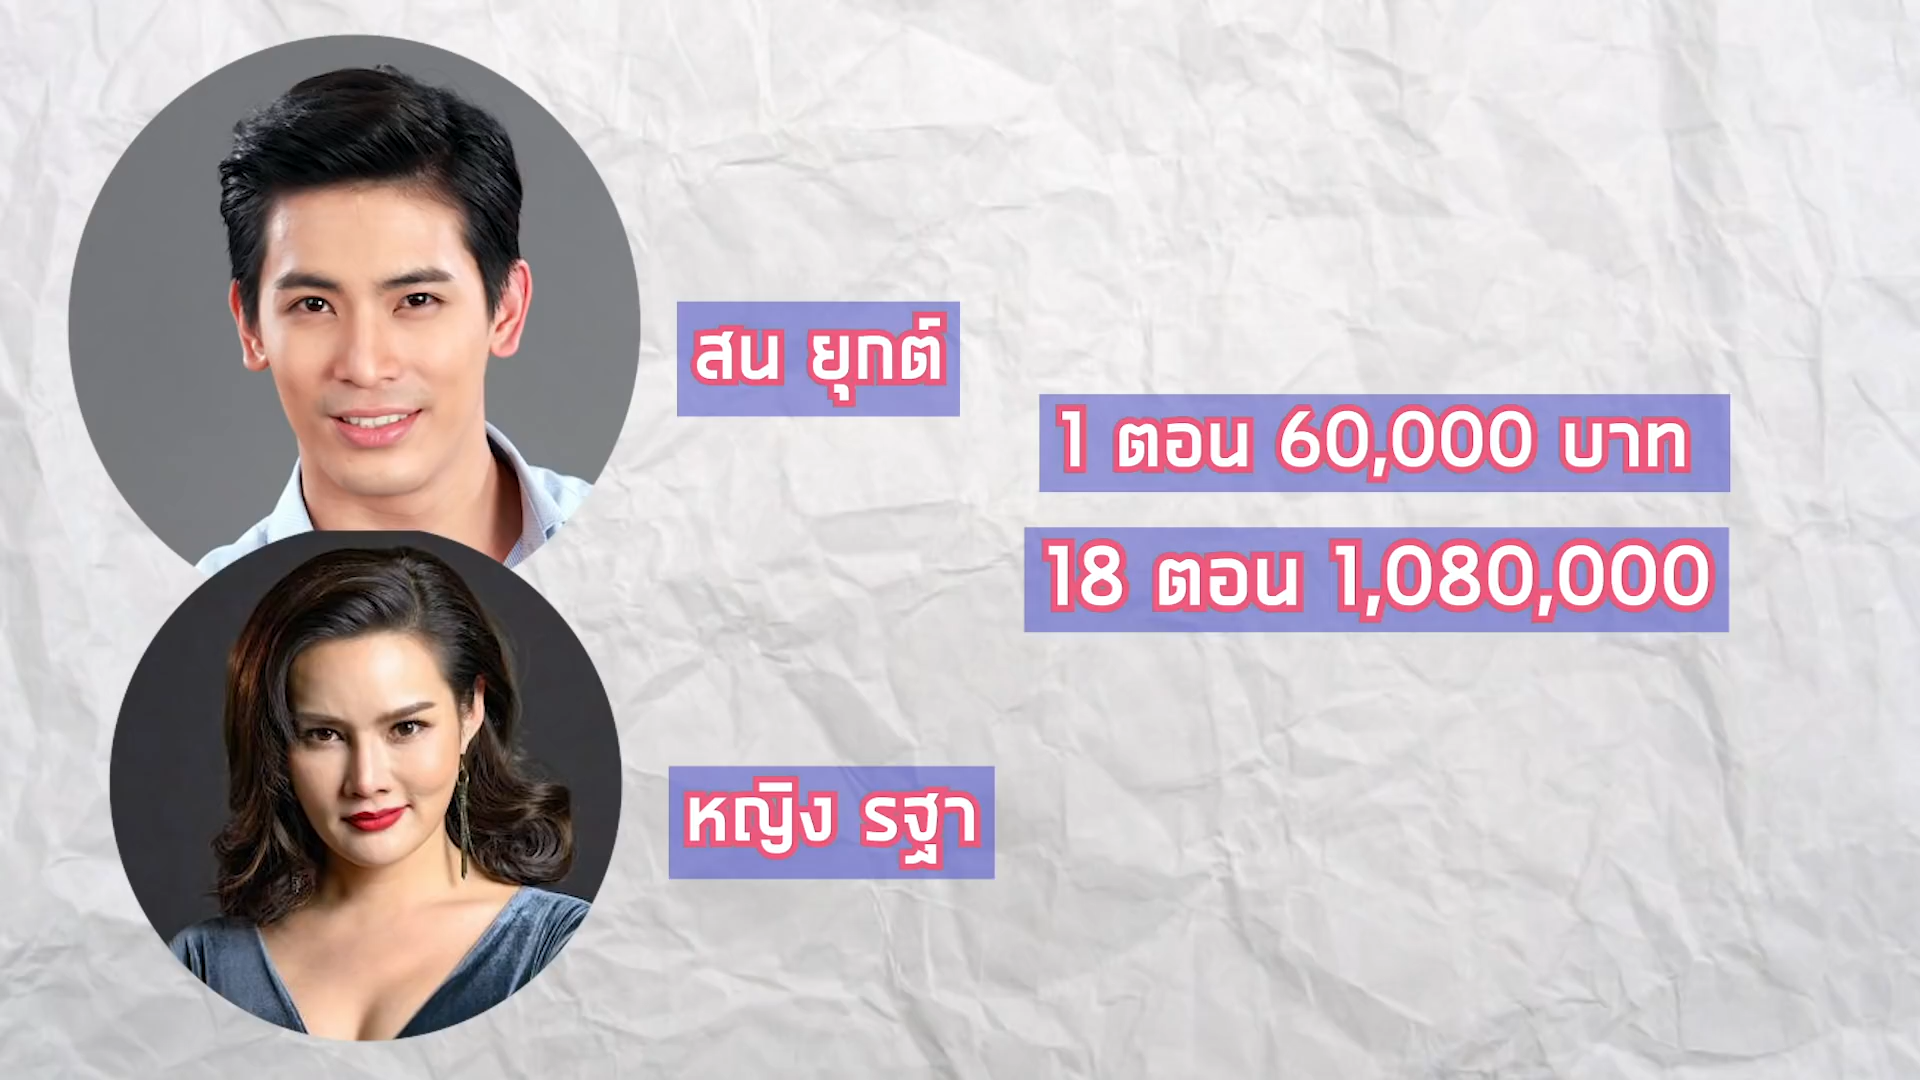 สน ยุกต์
1 ตอน 60,000 บาท
18 ตอน 1,080,000
หญิง รฐา